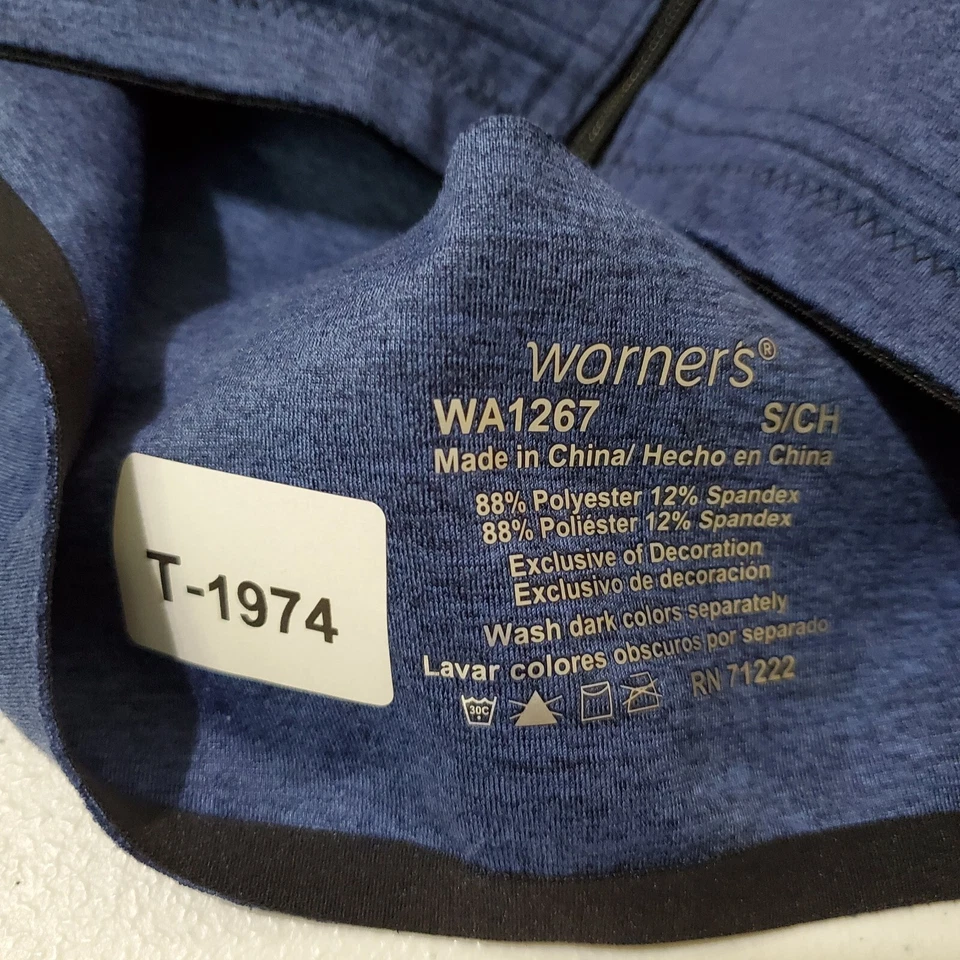 warner's®
WA1267 S/CH
Made in China/ Hecho en China
88% Polyester 12% Spandex
88% Poliéster 12% Spandex
Exclusive of Decoration
Exclusivo de decoración
Wash dark colors separately
Lavar colores obscuros por separado
30C RN 71222
T-1974